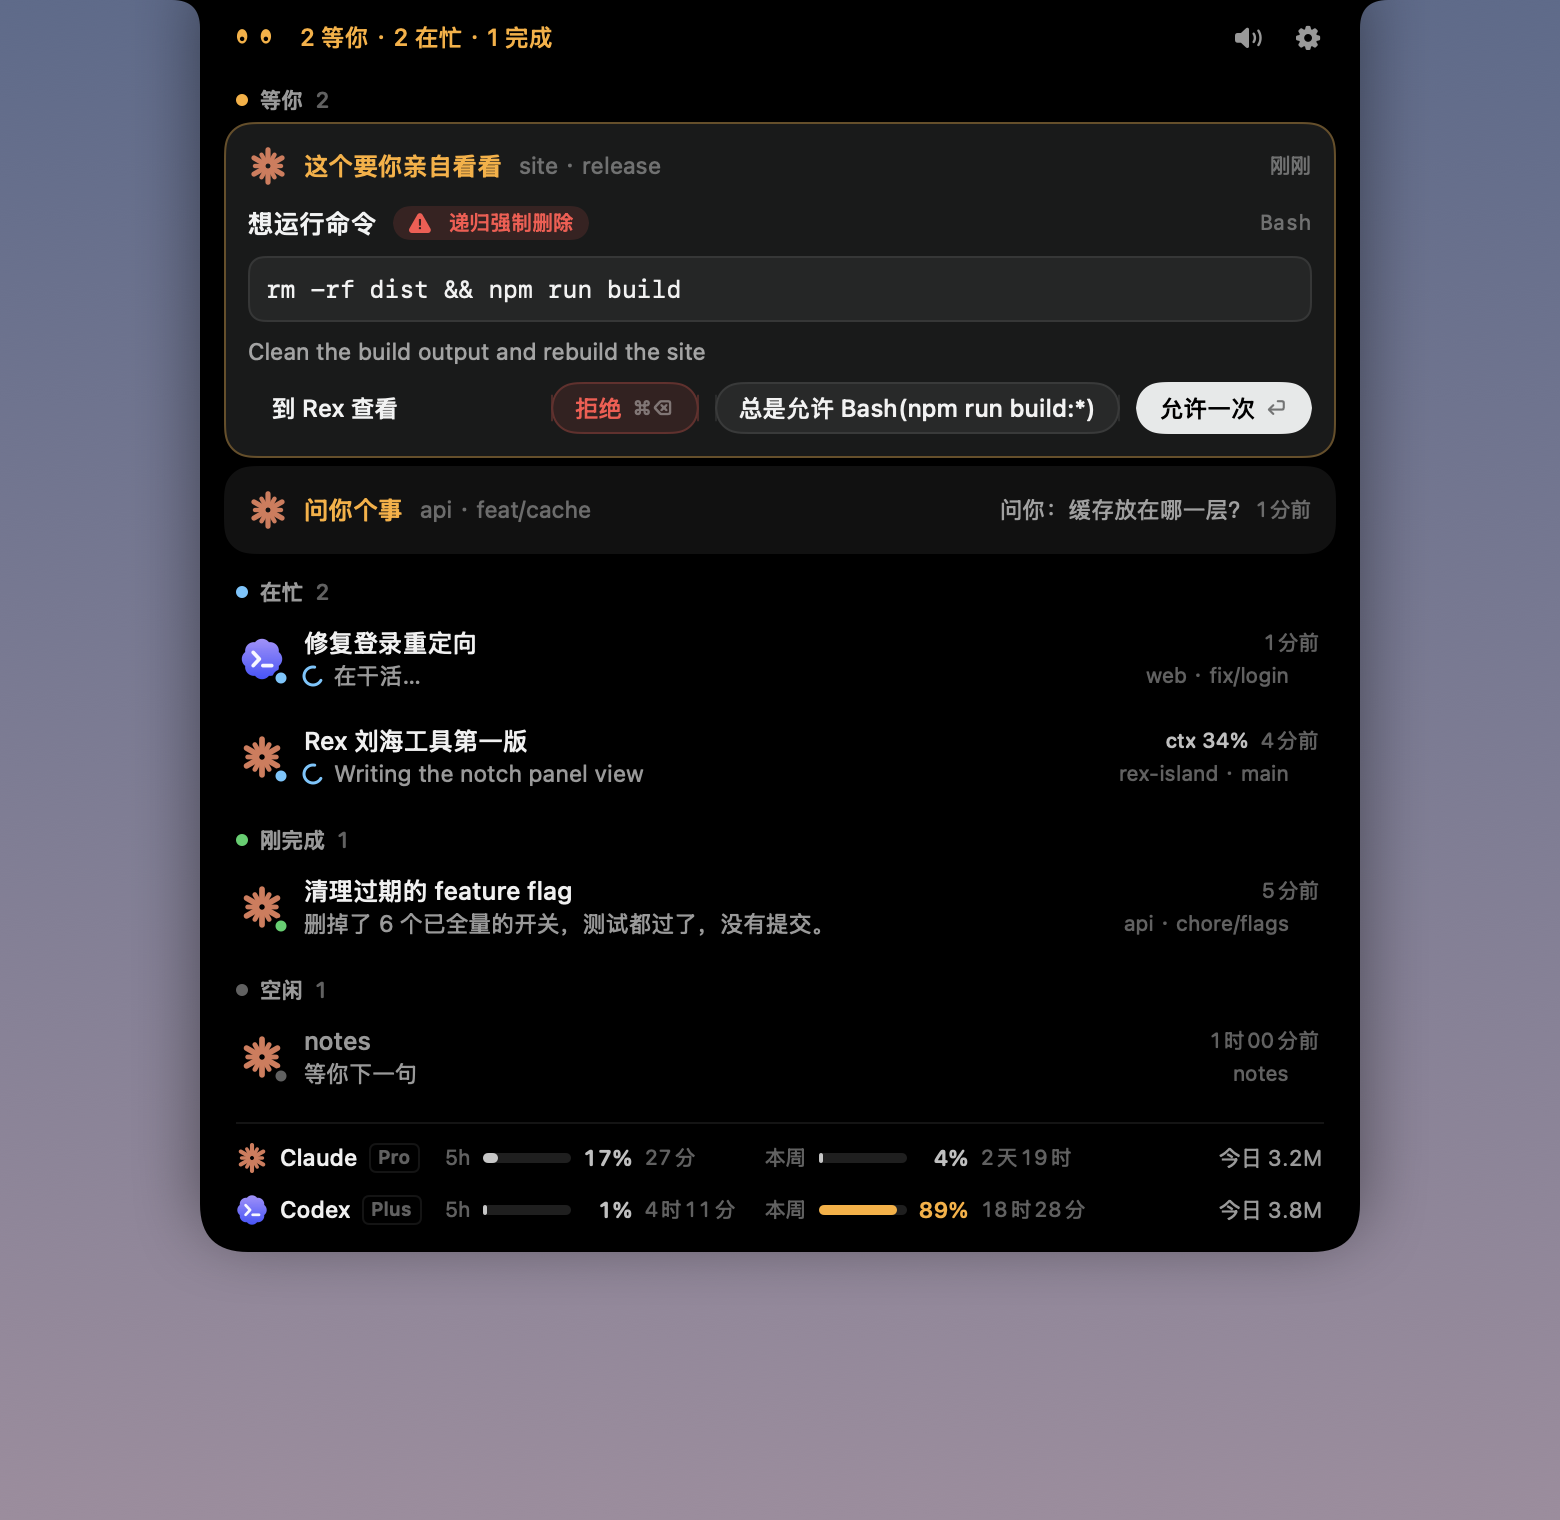 2 等你 · 2 在忙 · 1 完成
等你 2
这个要你亲自看看 site · release 刚刚
想运行命令 递归强制删除 Bash
rm -rf dist && npm run build
Clean the build output and rebuild the site
到 Rex 查看 拒绝 ⌘⌫ 总是允许 Bash(npm run build:*) 允许一次 ↩
问你个事 api · feat/cache 问你：缓存放在哪一层？ 1分前
在忙 2
修复登录重定向 1分前
在干活... web · fix/login
Rex 刘海工具第一版 ctx 34% 4分前
Writing the notch panel view rex-island · main
刚完成 1
清理过期的 feature flag 5分前
删掉了 6 个已全量的开关，测试都过了，没有提交。 api · chore/flags
空闲 1
notes 1时00分前
等你下一句 notes
Claude Pro 5h 17% 27分 本周 4% 2天19时 今日 3.2M
Codex Plus 5h 1% 4时11分 本周 89% 18时28分 今日 3.8M